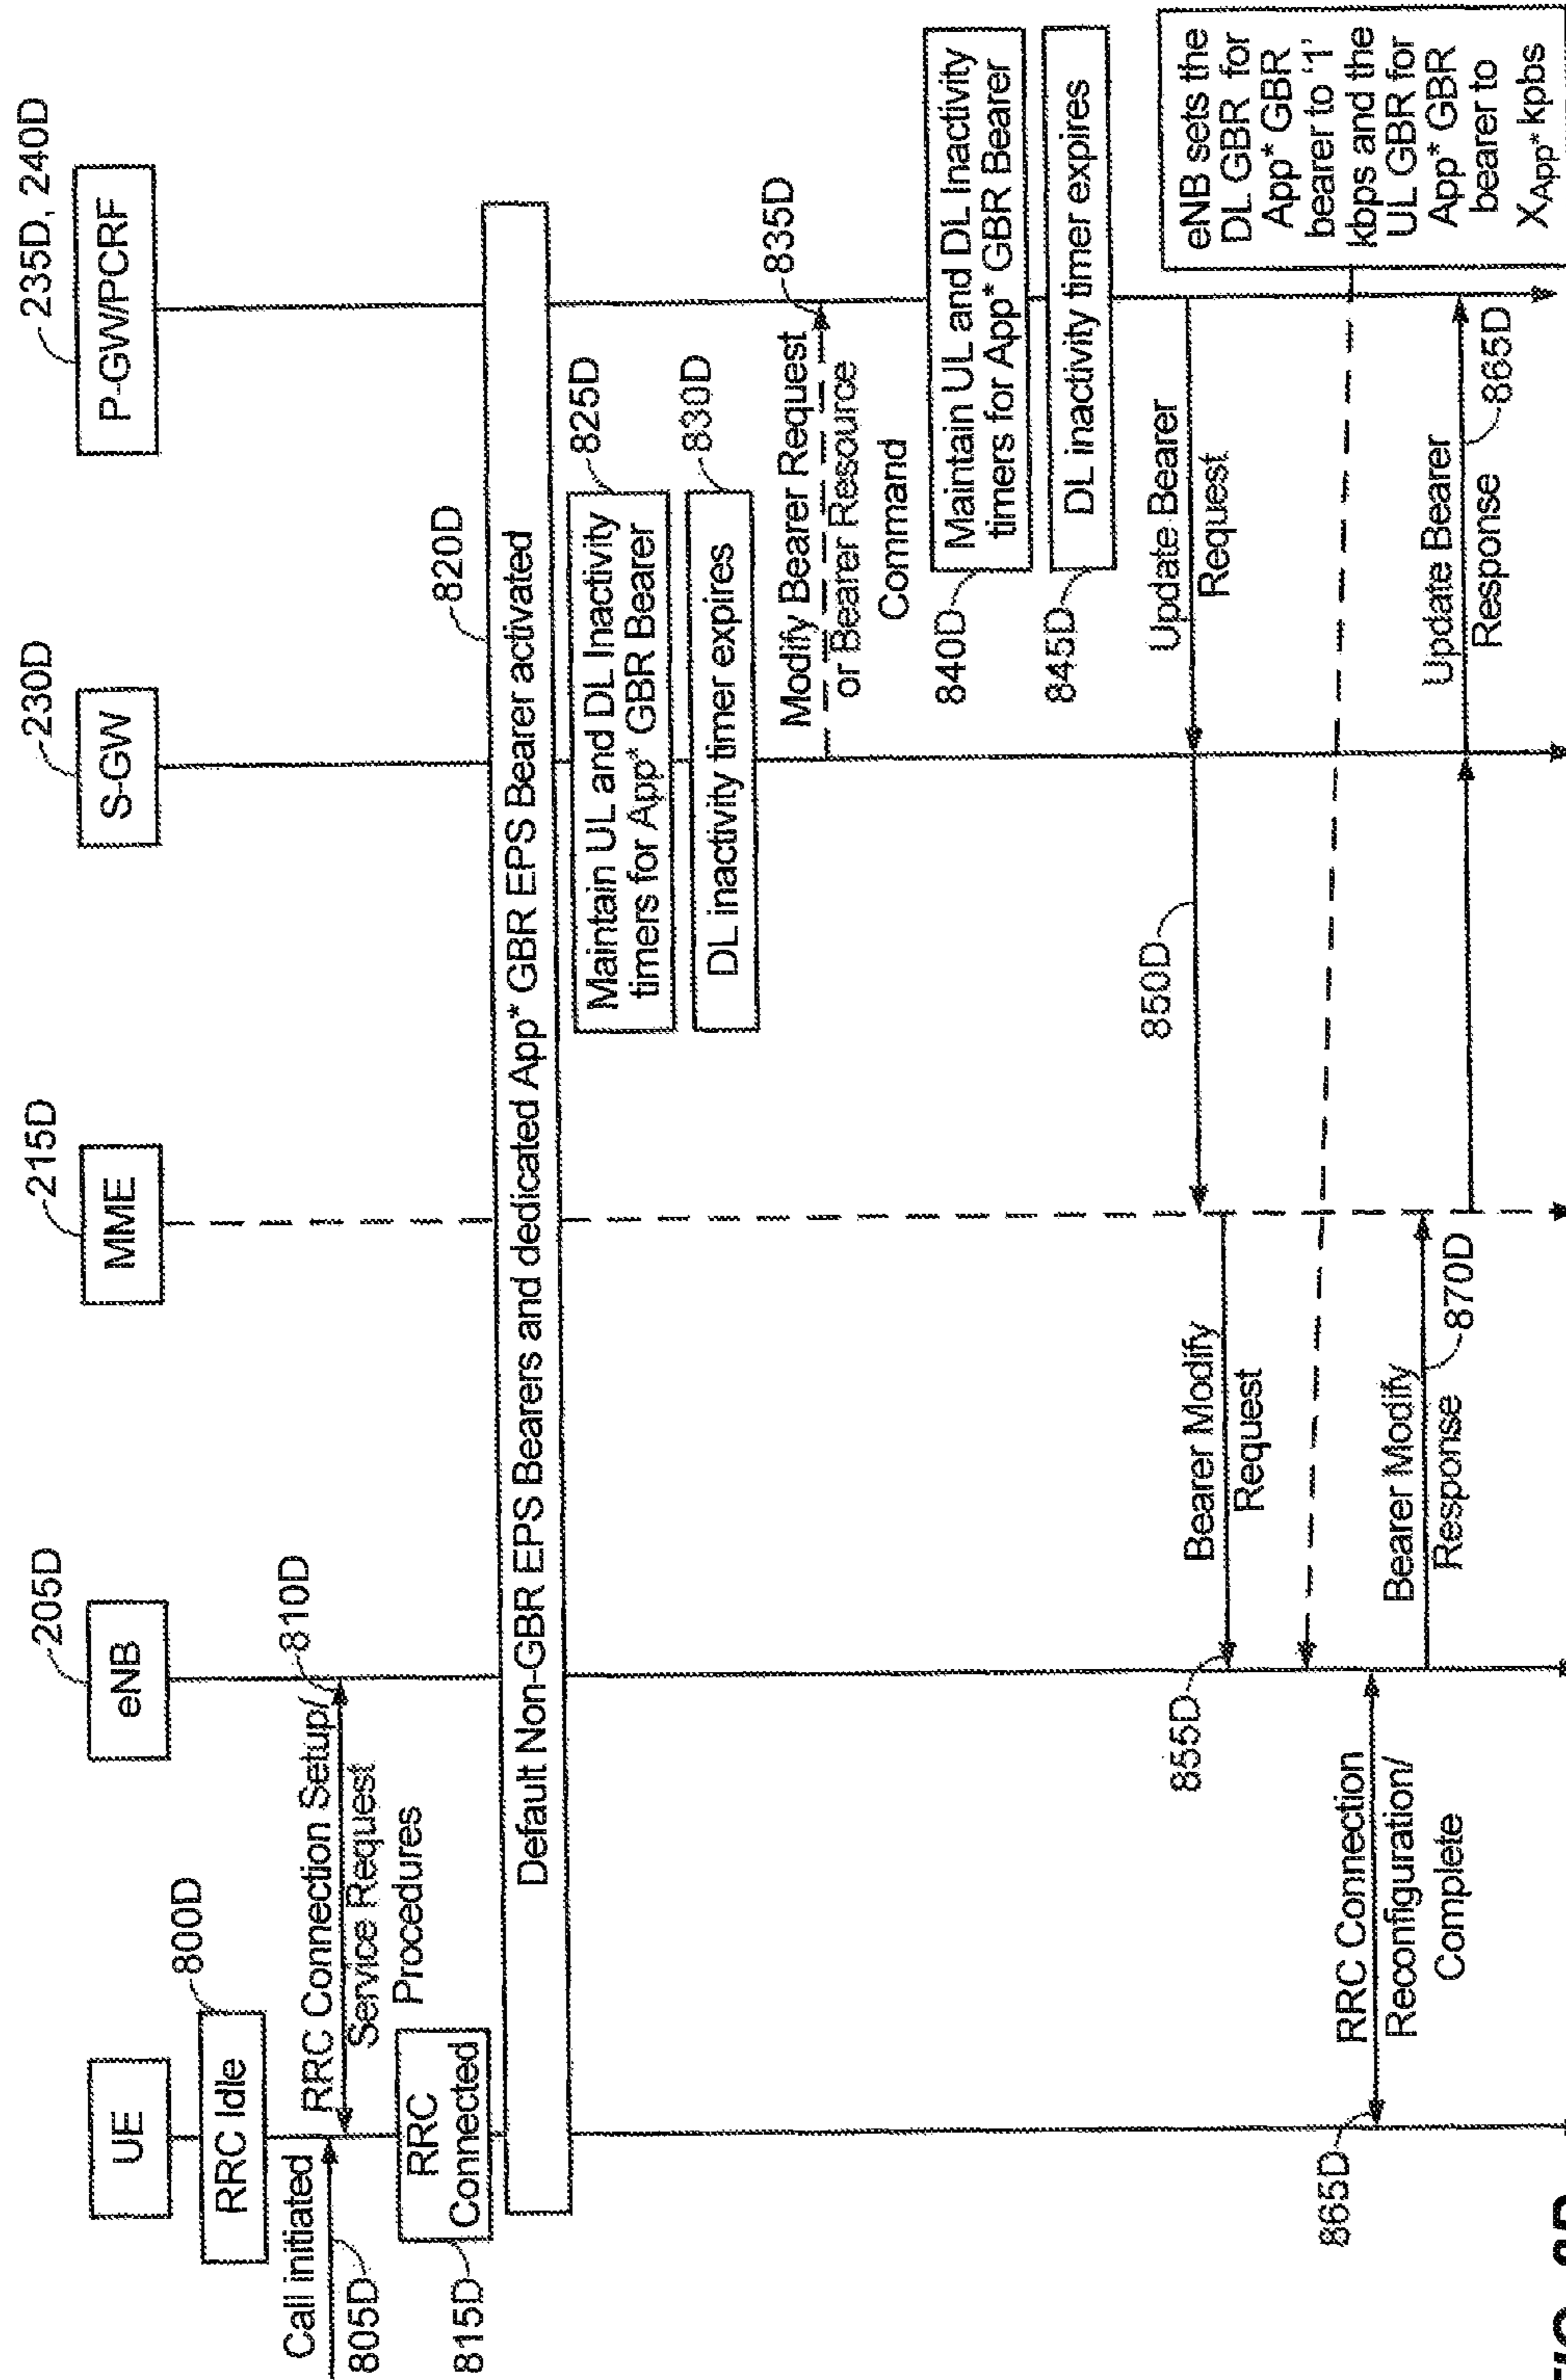 235D, 240D
P-GW/PCRF
230D
S-GW
215D
MME
205D
eNB
UE
800D
RRC Idle
Call initiated
805D
RRC Connection Setup/
Service Request
Procedures
810D
RRC
Connected
815D
820D
Default Non-GBR EPS Bearers and dedicated App* GBR EPS Bearer activated
Maintain UL and DL Inactivity
timers for App* GBR Bearer
825D
DL inactivity timer expires
830D
Modify Bearer Request
or Bearer Resource
Command
835D
Maintain UL and DL Inactivity
timers for App* GBR Bearer
840D
DL inactivity timer expires
845D
Update Bearer
Request
850D
Bearer Modify
Request
855D
eNB sets the
DL GBR for
App* GBR
bearer to '1'
kbps and the
UL GBR for
App* GBR
bearer to
XApp* kpbs
RRC Connection
Reconfiguration/
Complete
865D
Bearer Modify
Response
870D
Update Bearer
Response
865D